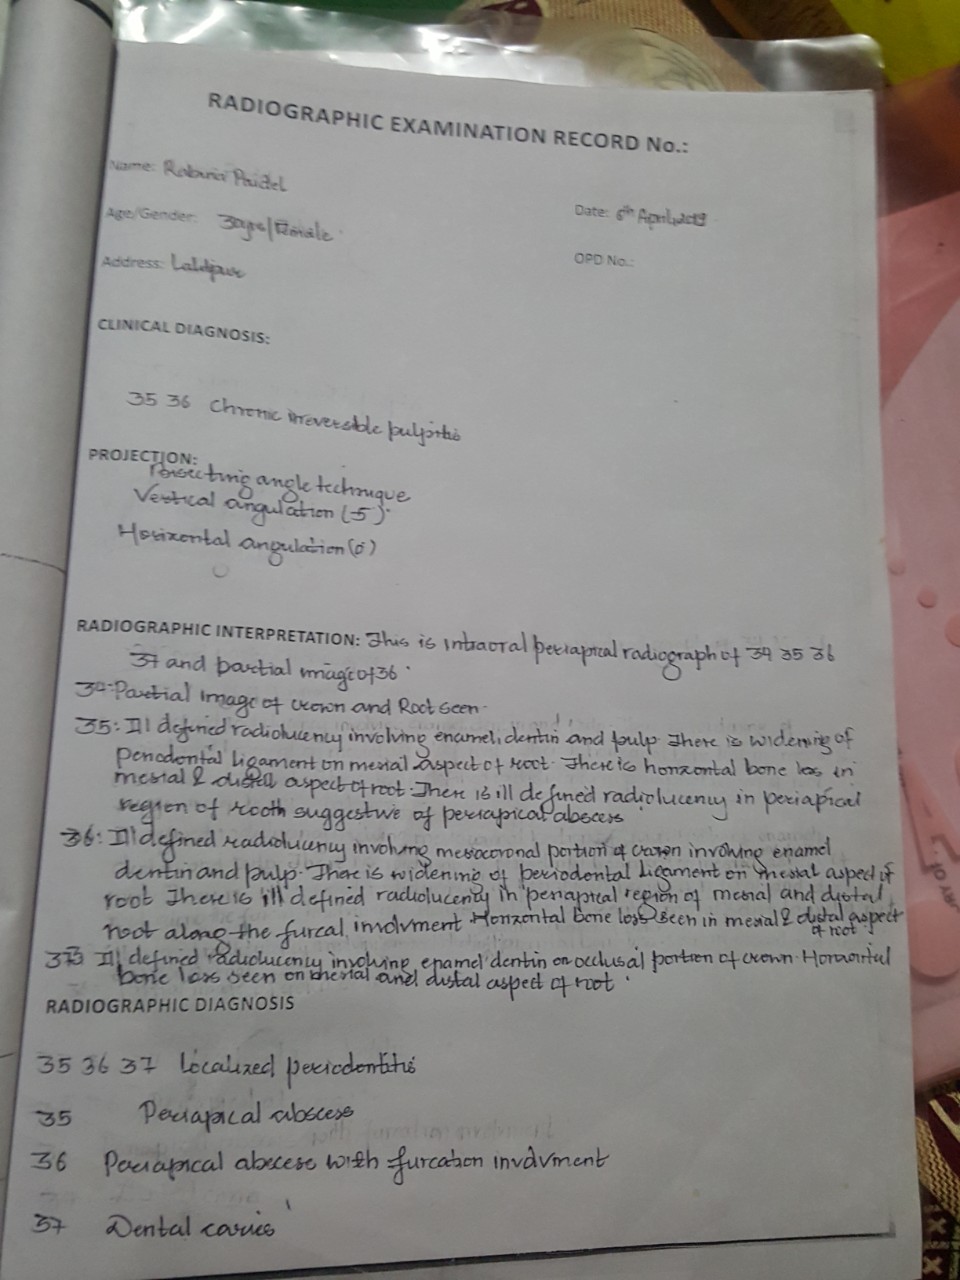 RADIOGRAPHIC EXAMINATION RECORD No.:
Name: Paudel
Date: 6th April, 2019
Age/Gender: 30yrs/Female
Address: Lalitpur
OPD No.:
CLINICAL DIAGNOSIS:
35 36 Chronic irreversible pulpitis
PROJECTION:
Bisecting angle technique
Vertical angulation (-5)
Horizontal angulation (0)
RADIOGRAPHIC INTERPRETATION: This is intraoral periapical radiograph of 34 35 36
37 and partial image of 36
34: Partial Image of crown and Root seen
35: Ill defined radiolucency involving enamel, dentin and pulp. There is widening of
Periodontal ligament on mesial aspect of root. There is horizontal bone loss in
mesial & distal aspect of root. There is ill defined radiolucency in periapical
region of rooth suggestive of periapical abscess
36: Ill defined radiolucency involving mesiocoronal portion of crown involving enamel
dentin and pulp. There is widening of periodontal ligament on mesial aspect of
root There is ill defined radiolucency in periapical region of mesial and distal
root along the furcal involvment. Horizontal bone loss seen in mesial & distal aspect
of root
37: Ill defined radiolucency involving enamel dentin on occlusal portion of crown. Horizontal
bone loss seen on mesial and distal aspect of root.
RADIOGRAPHIC DIAGNOSIS
35 36 37 Localized periodontitis
35 Periapical abscess
36 Periapical abscess with furcation involvment
37 Dental caries